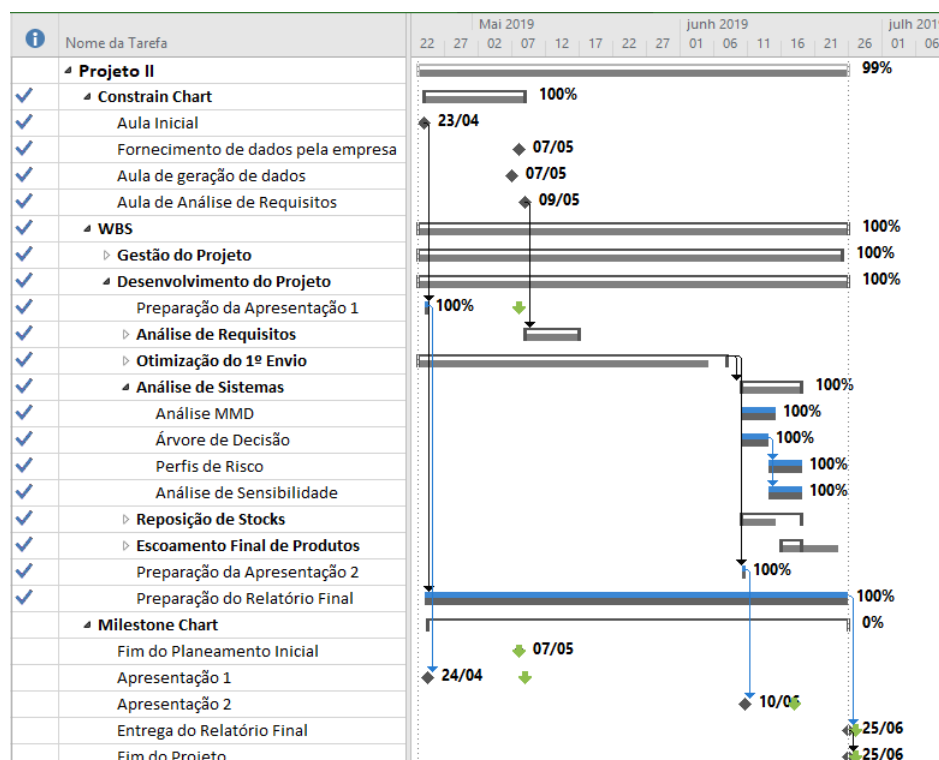 Mai 2019 junh 2019 julh 201
Nome da Tarefa 22 27 02 07 12 17 22 27 01 06 11 16 21 26 01 06
Projeto II 99%
Constrain Chart 100%
Aula Inicial 23/04
Fornecimento de dados pela empresa 07/05
Aula de geração de dados 07/05
Aula de Análise de Requisitos 09/05
WBS 100%
Gestão do Projeto 100%
Desenvolvimento do Projeto 100%
Preparação da Apresentação 1 100%
Análise de Requisitos
Otimização do 1º Envio
Análise de Sistemas 100%
Análise MMD 100%
Árvore de Decisão 100%
Perfis de Risco 100%
Análise de Sensibilidade 100%
Reposição de Stocks
Escoamento Final de Produtos
Preparação da Apresentação 2 100%
Preparação do Relatório Final 100%
Milestone Chart 0%
Fim do Planeamento Inicial 07/05
Apresentação 1 24/04
Apresentação 2 10/06
Entrega do Relatório Final 25/06
Fim do Projeto 25/06